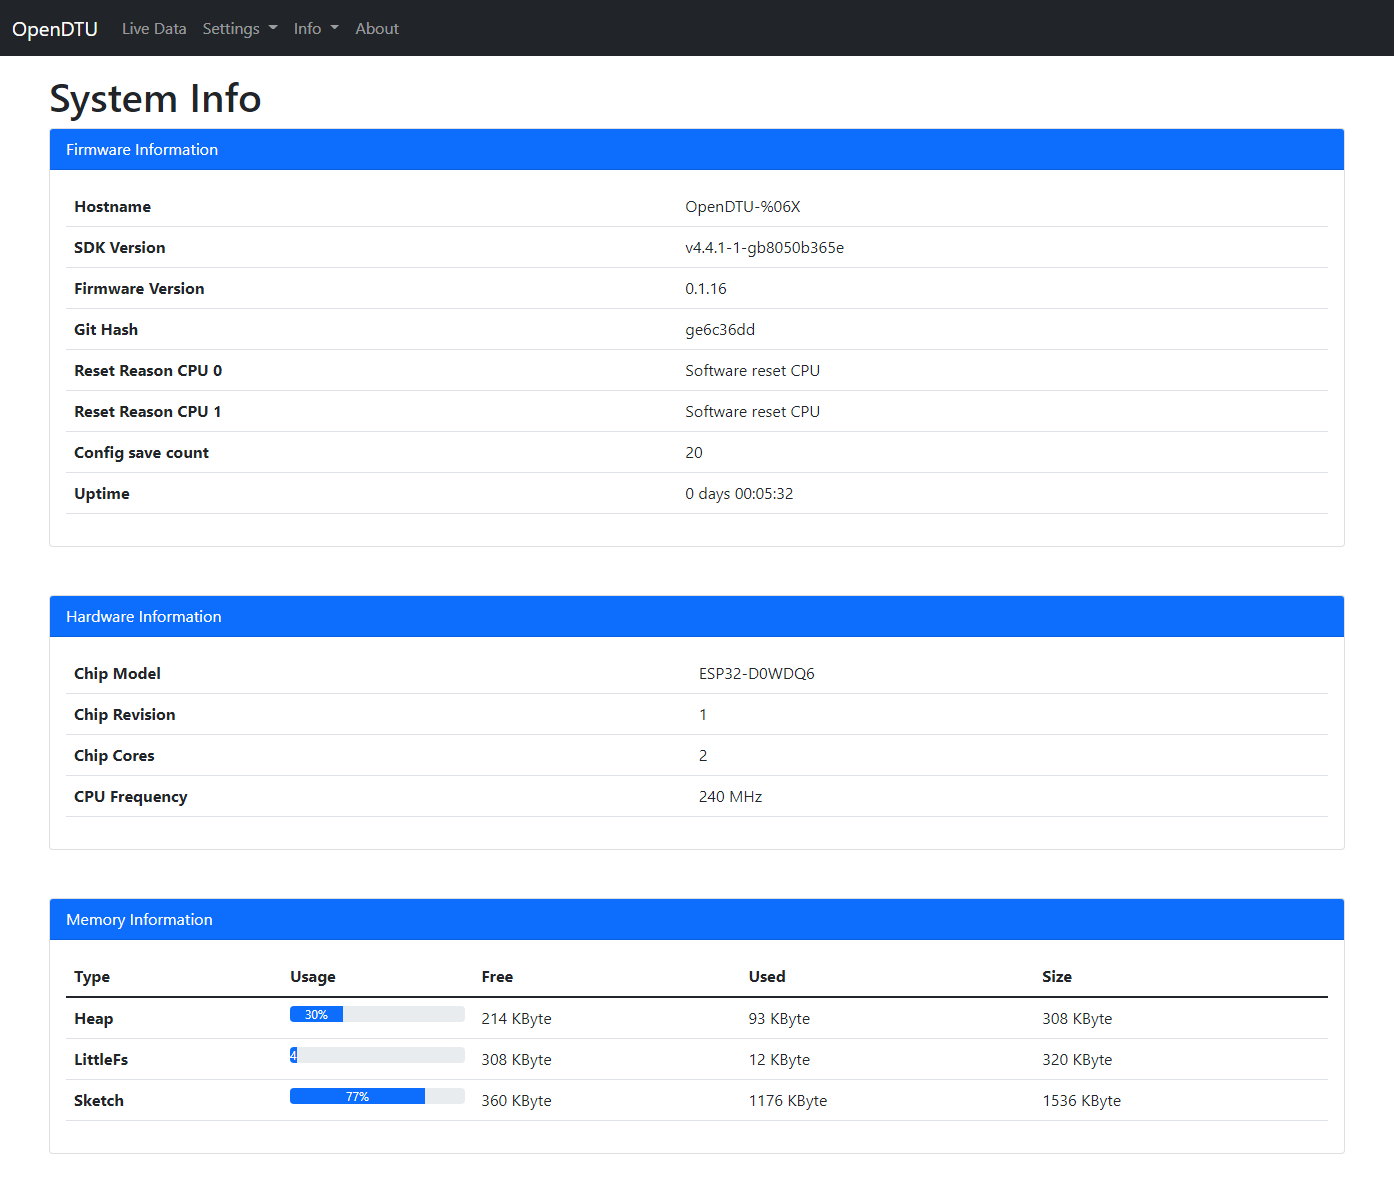 OpenDTU Live Data Settings Info About
System Info
Firmware Information
Hostname OpenDTU-%06X
SDK Version v4.4.1-1-gb8050b365e
Firmware Version 0.1.16
Git Hash ge6c36dd
Reset Reason CPU 0 Software reset CPU
Reset Reason CPU 1 Software reset CPU
Config save count 20
Uptime 0 days 00:05:32
Hardware Information
Chip Model ESP32-D0WDQ6
Chip Revision 1
Chip Cores 2
CPU Frequency 240 MHz
Memory Information
Type Usage Free Used Size
Heap 30% 214 KByte 93 KByte 308 KByte
LittleFs 4 308 KByte 12 KByte 320 KByte
Sketch 77% 360 KByte 1176 KByte 1536 KByte